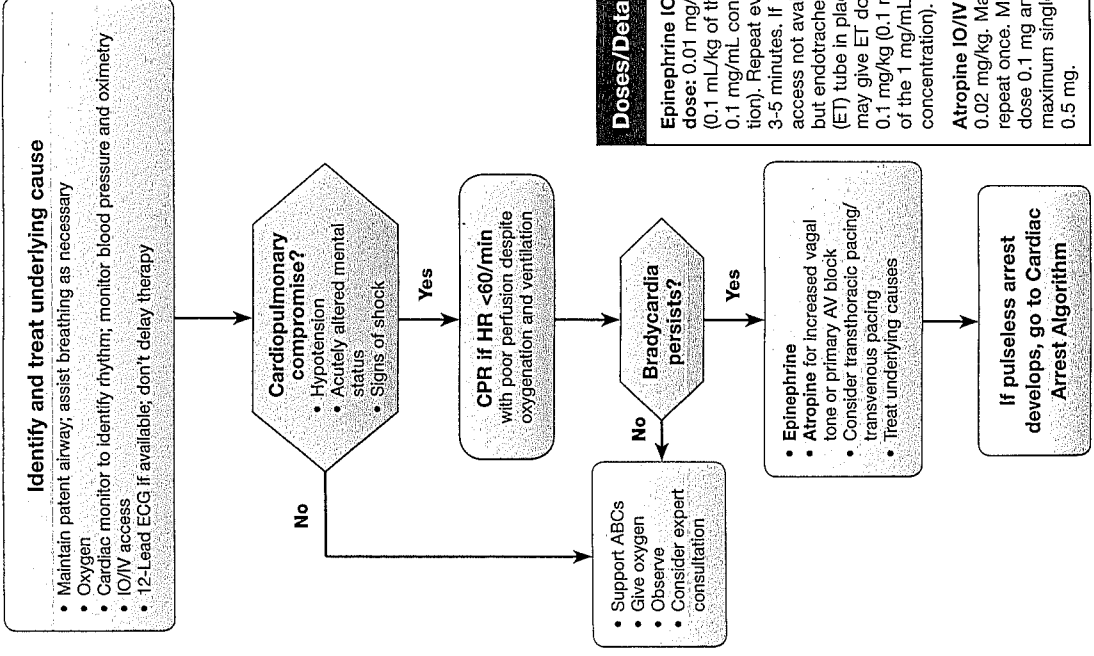 Identify and treat underlying cause
• Maintain patent airway; assist breathing as necessary
• Oxygen
• Cardiac monitor to identify rhythm; monitor blood pressure and oximetry
• IO/IV access
• 12-Lead ECG if available; don't delay therapy
Cardiopulmonary
compromise?
• Hypotension
• Acutely altered mental
status
• Signs of shock
No
Yes
CPR if HR <60/min
with poor perfusion despite
oxygenation and ventilation
• Support ABCs
• Give oxygen
• Observe
• Consider expert
consultation
No
Bradycardia
persists?
Yes
• Epinephrine
• Atropine for increased vagal
tone or primary AV block
• Consider transthoracic pacing/
transvenous pacing
• Treat underlying causes
If pulseless arrest
develops, go to Cardiac
Arrest Algorithm
Doses/Deta
Epinephrine IO
dose: 0.01 mg/
(0.1 mL/kg of th
0.1 mg/mL con
tion). Repeat ev
3-5 minutes. If
access not ava
but endotrache
(ET) tube in plac
may give ET do
0.1 mg/kg (0.1 r
of the 1 mg/mL
concentration).
Atropine IO/IV
0.02 mg/kg. Ma
repeat once. M
dose 0.1 mg an
maximum singl
0.5 mg.